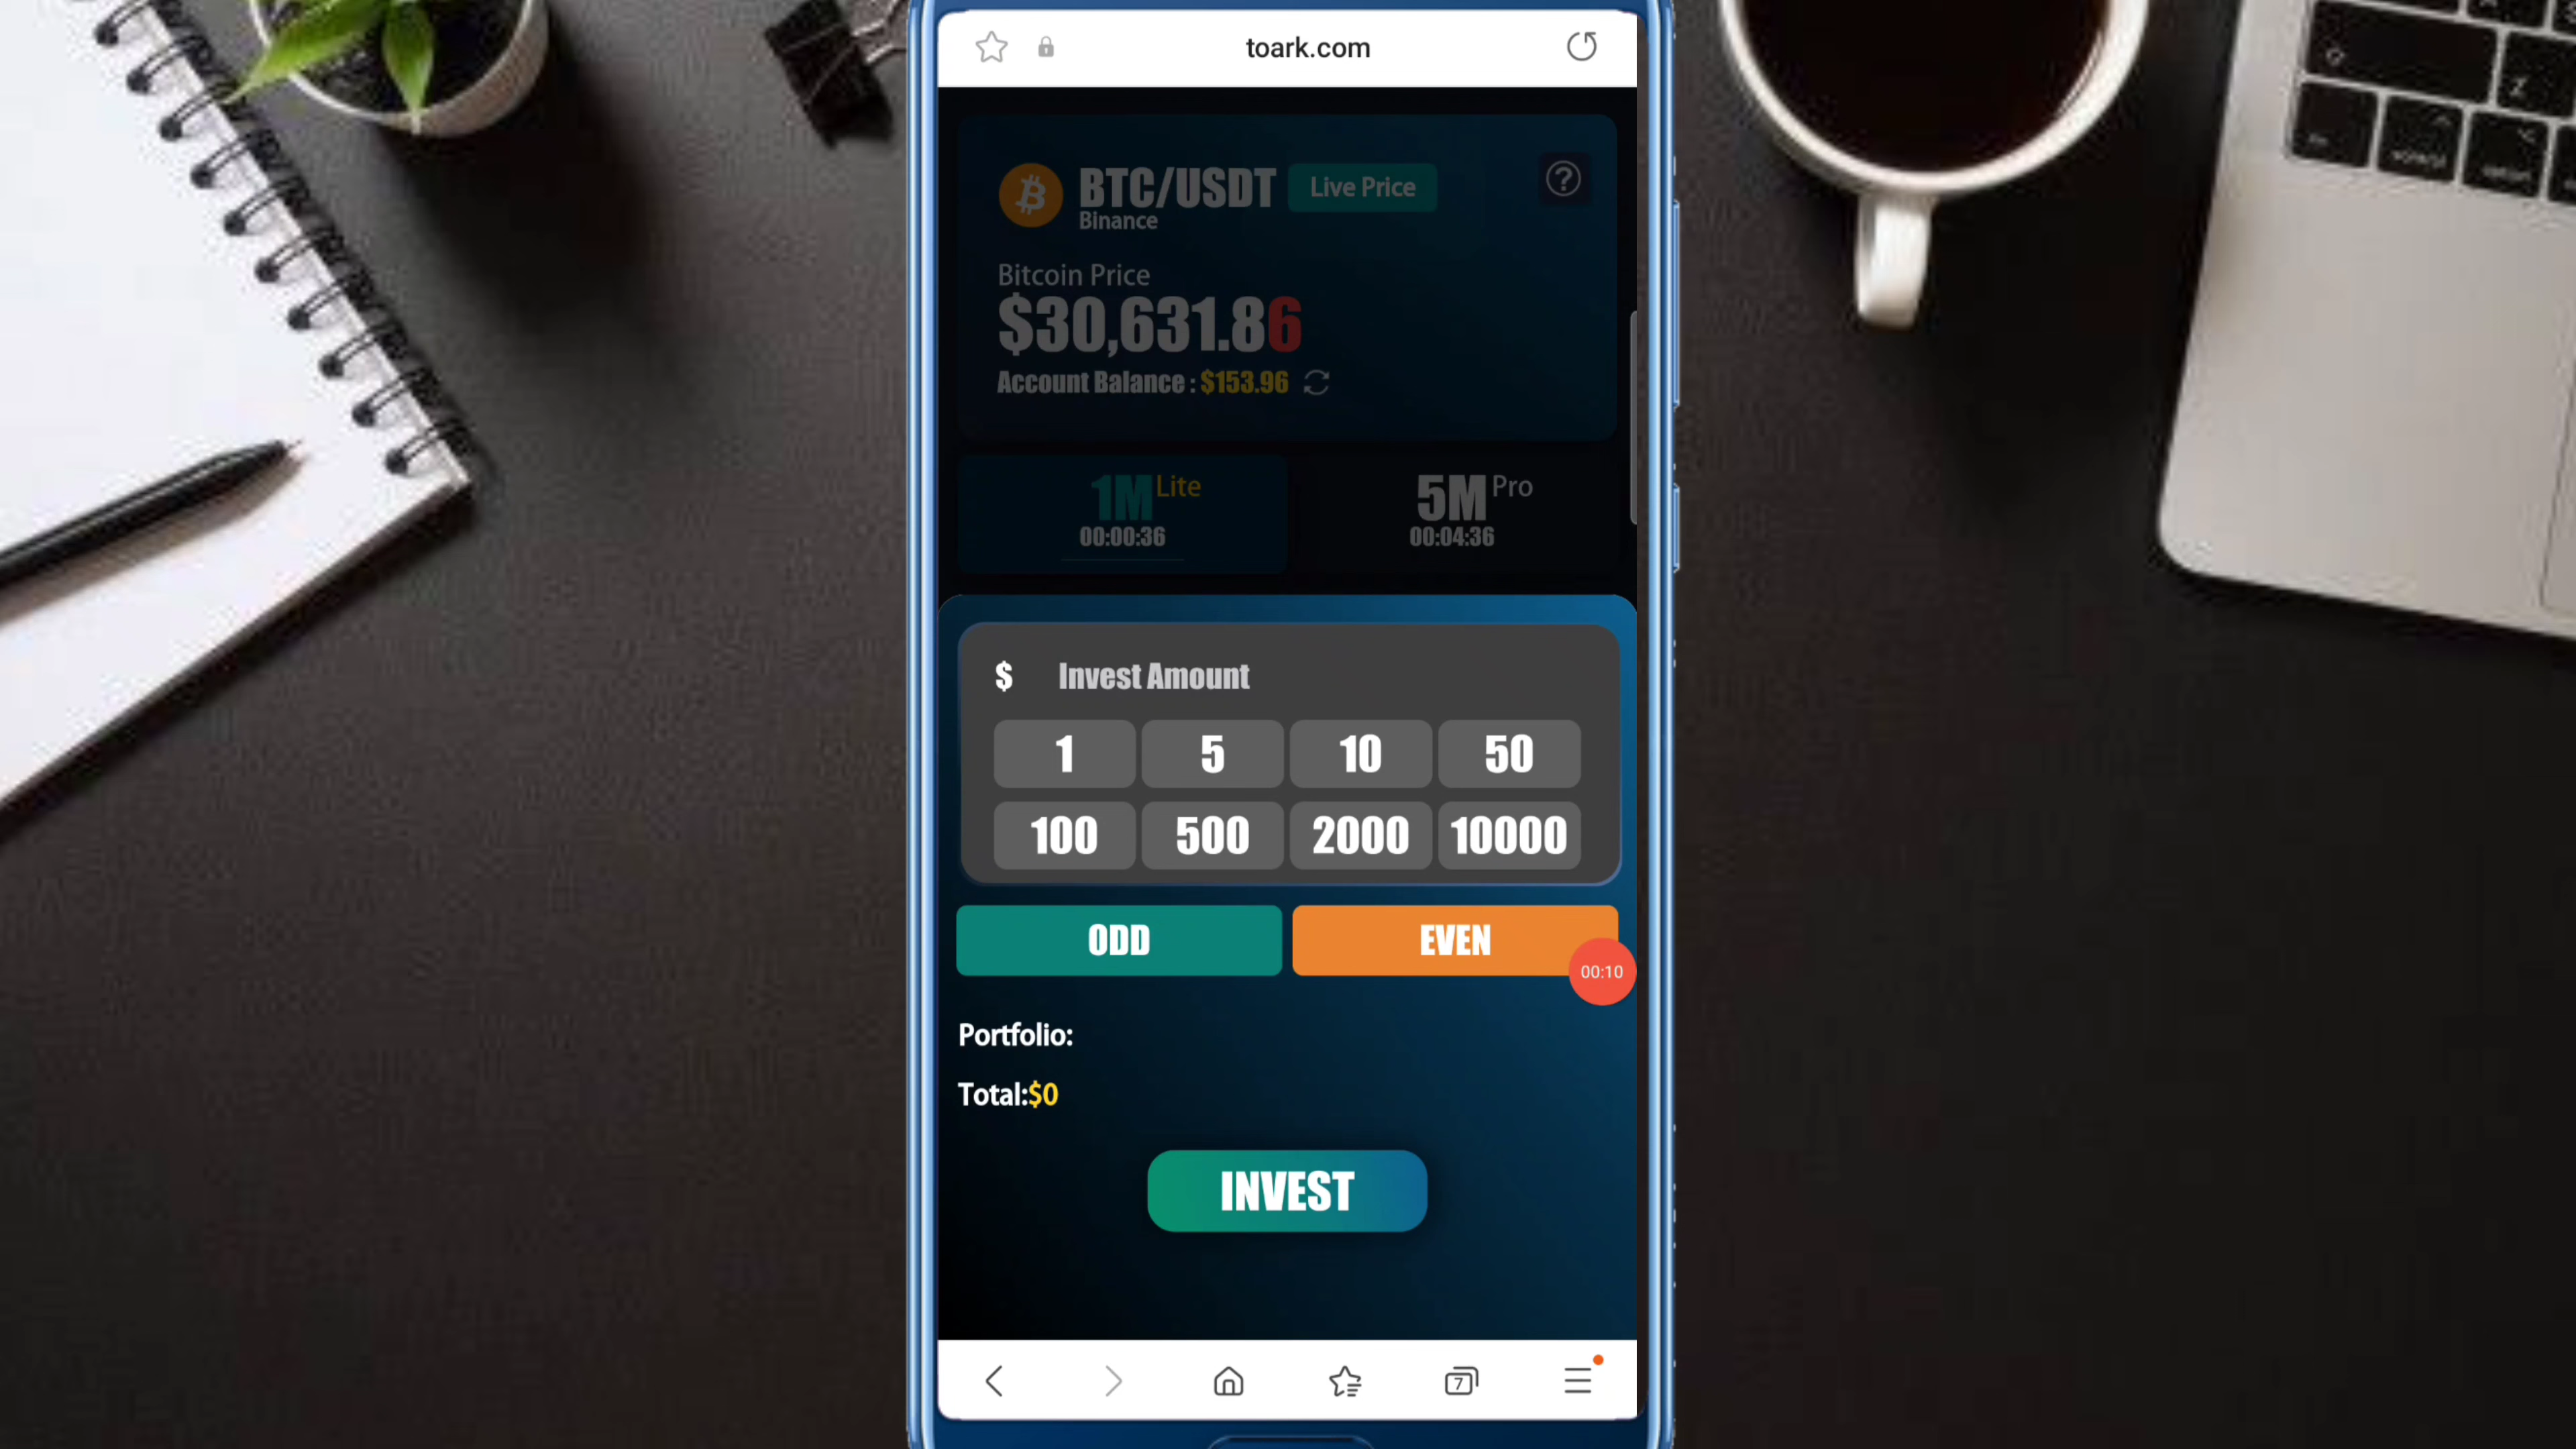 toark.com
BTC/USDT Live Price
Binance
Bitcoin Price
$30,631.86
Account Balance : $153.96
1M Lite
00:00:36
5M Pro
00:04:36
$ Invest Amount
1 5 10 50
100 500 2000 10000
ODD EVEN
00:10
Portfolio:
Total:$0
INVEST
7